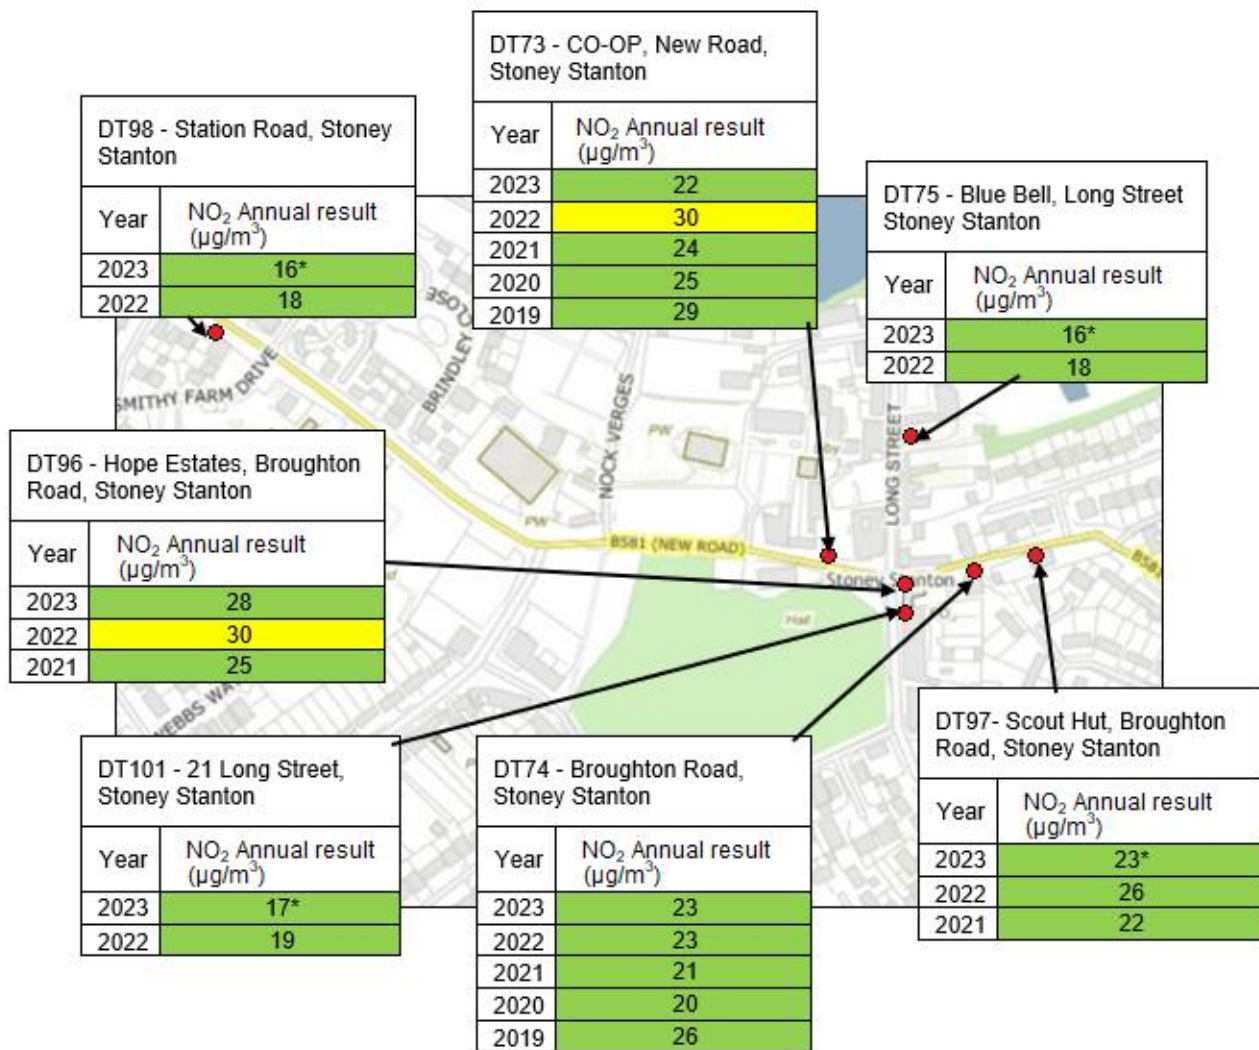 DT73 - CO-OP, New Road,
Stoney Stanton
Year NO₂ Annual result
(µg/m³)
2023 22
2022 30
2021 24
2020 25
2019 29
DT98 - Station Road, Stoney
Stanton
Year NO₂ Annual result
(µg/m³)
2023 16*
2022 18
DT75 - Blue Bell, Long Street
Stoney Stanton
Year NO₂ Annual result
(µg/m³)
2023 16*
2022 18
SMITHY FARM DRIVE
BRINDLEY CLOSE
NOCK VERGES
PW
PW
LONG STREET
B581 (NEW ROAD)
Stoney Stanton
B581
Hall
DT96 - Hope Estates, Broughton
Road, Stoney Stanton
Year NO₂ Annual result
(µg/m³)
2023 28
2022 30
2021 25
DT101 - 21 Long Street,
Stoney Stanton
Year NO₂ Annual result
(µg/m³)
2023 17*
2022 19
DT74 - Broughton Road,
Stoney Stanton
Year NO₂ Annual result
(µg/m³)
2023 23
2022 23
2021 21
2020 20
2019 26
DT97- Scout Hut, Broughton
Road, Stoney Stanton
Year NO₂ Annual result
(µg/m³)
2023 23*
2022 26
2021 22